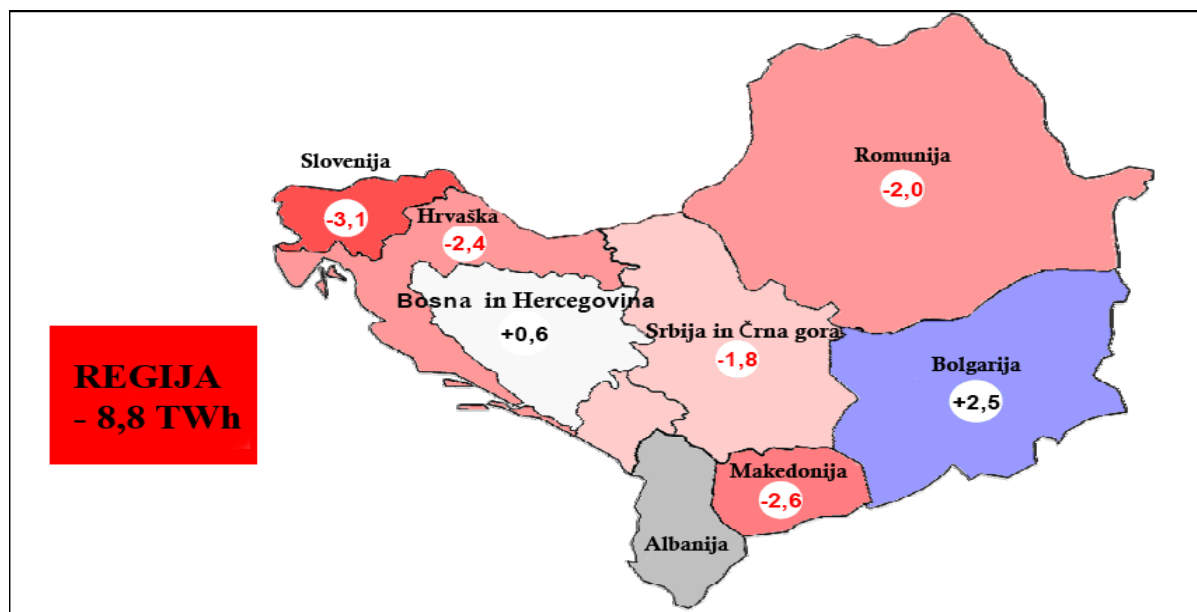 Slovenija
-3,1
Hrvaška
-2,4
Bosna in Hercegovina
+0,6
Romunija
-2,0
Srbija in Črna gora
-1,8
Bolgarija
+2,5
Makedonija
-2,6
Albanija
REGIJA
- 8,8 TWh